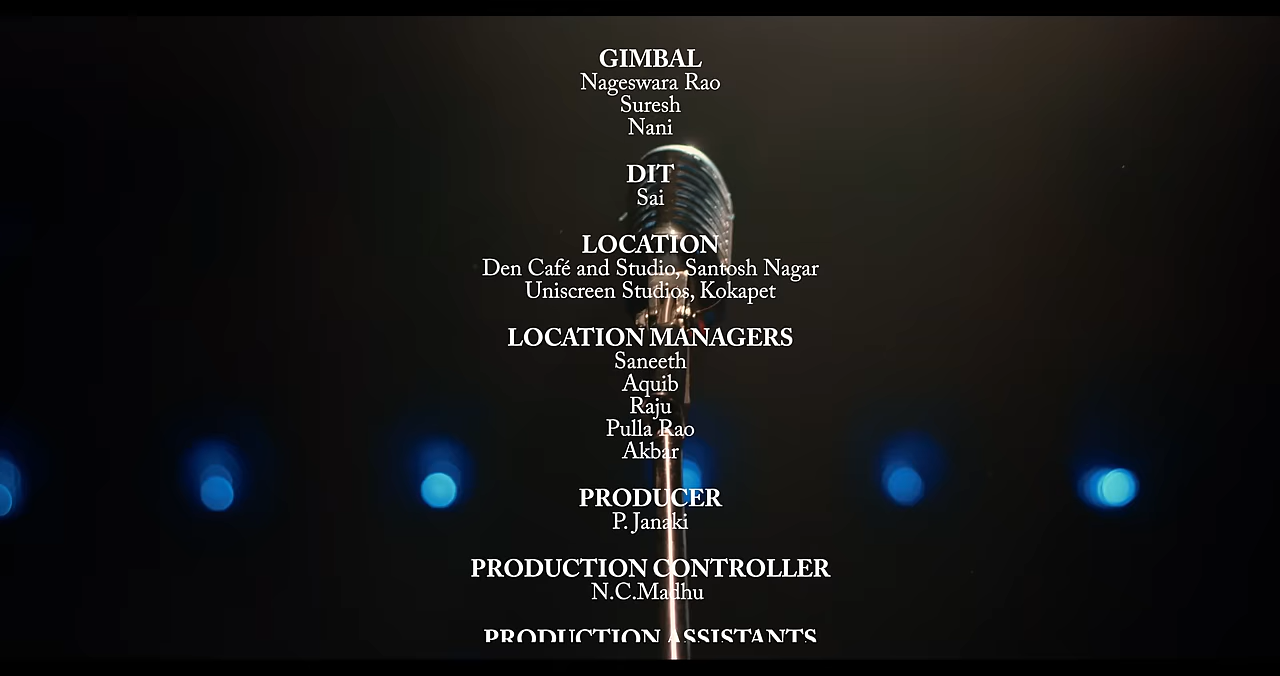 GIMBAL
Nageswara Rao
Suresh
Nani
DIT
Sai
LOCATION
Den Café and Studio, Santosh Nagar
Uniscreen Studios, Kokapet
LOCATION MANAGERS
Saneeth
Aquib
Raju
Pulla Rao
Akbar
PRODUCER
P. Janaki
PRODUCTION CONTROLLER
N.C.Madhu
PRODUCTION ASSISTANTS